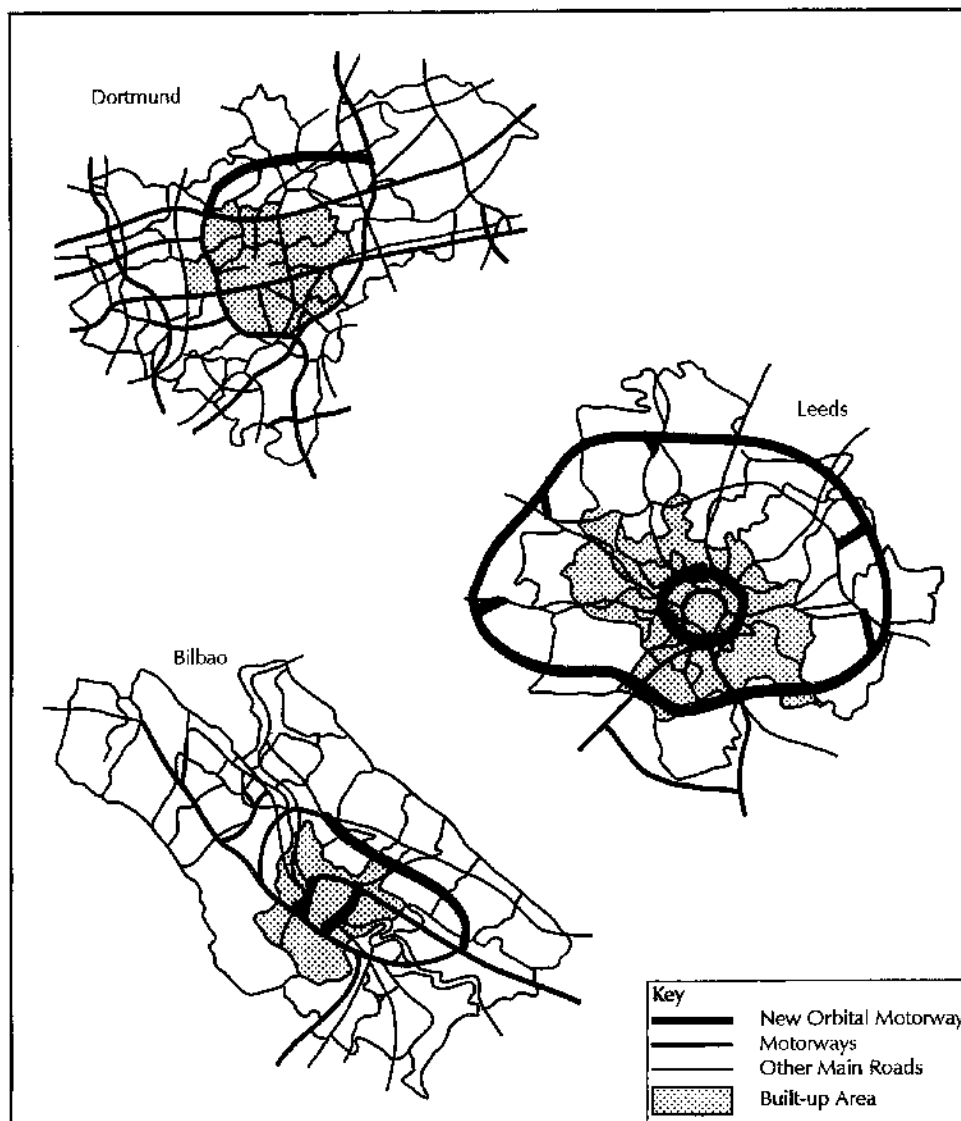 Dortmund
Leeds
Bilbao
Key
New Orbital Motorway
Motorways
Other Main Roads
Built-up Area